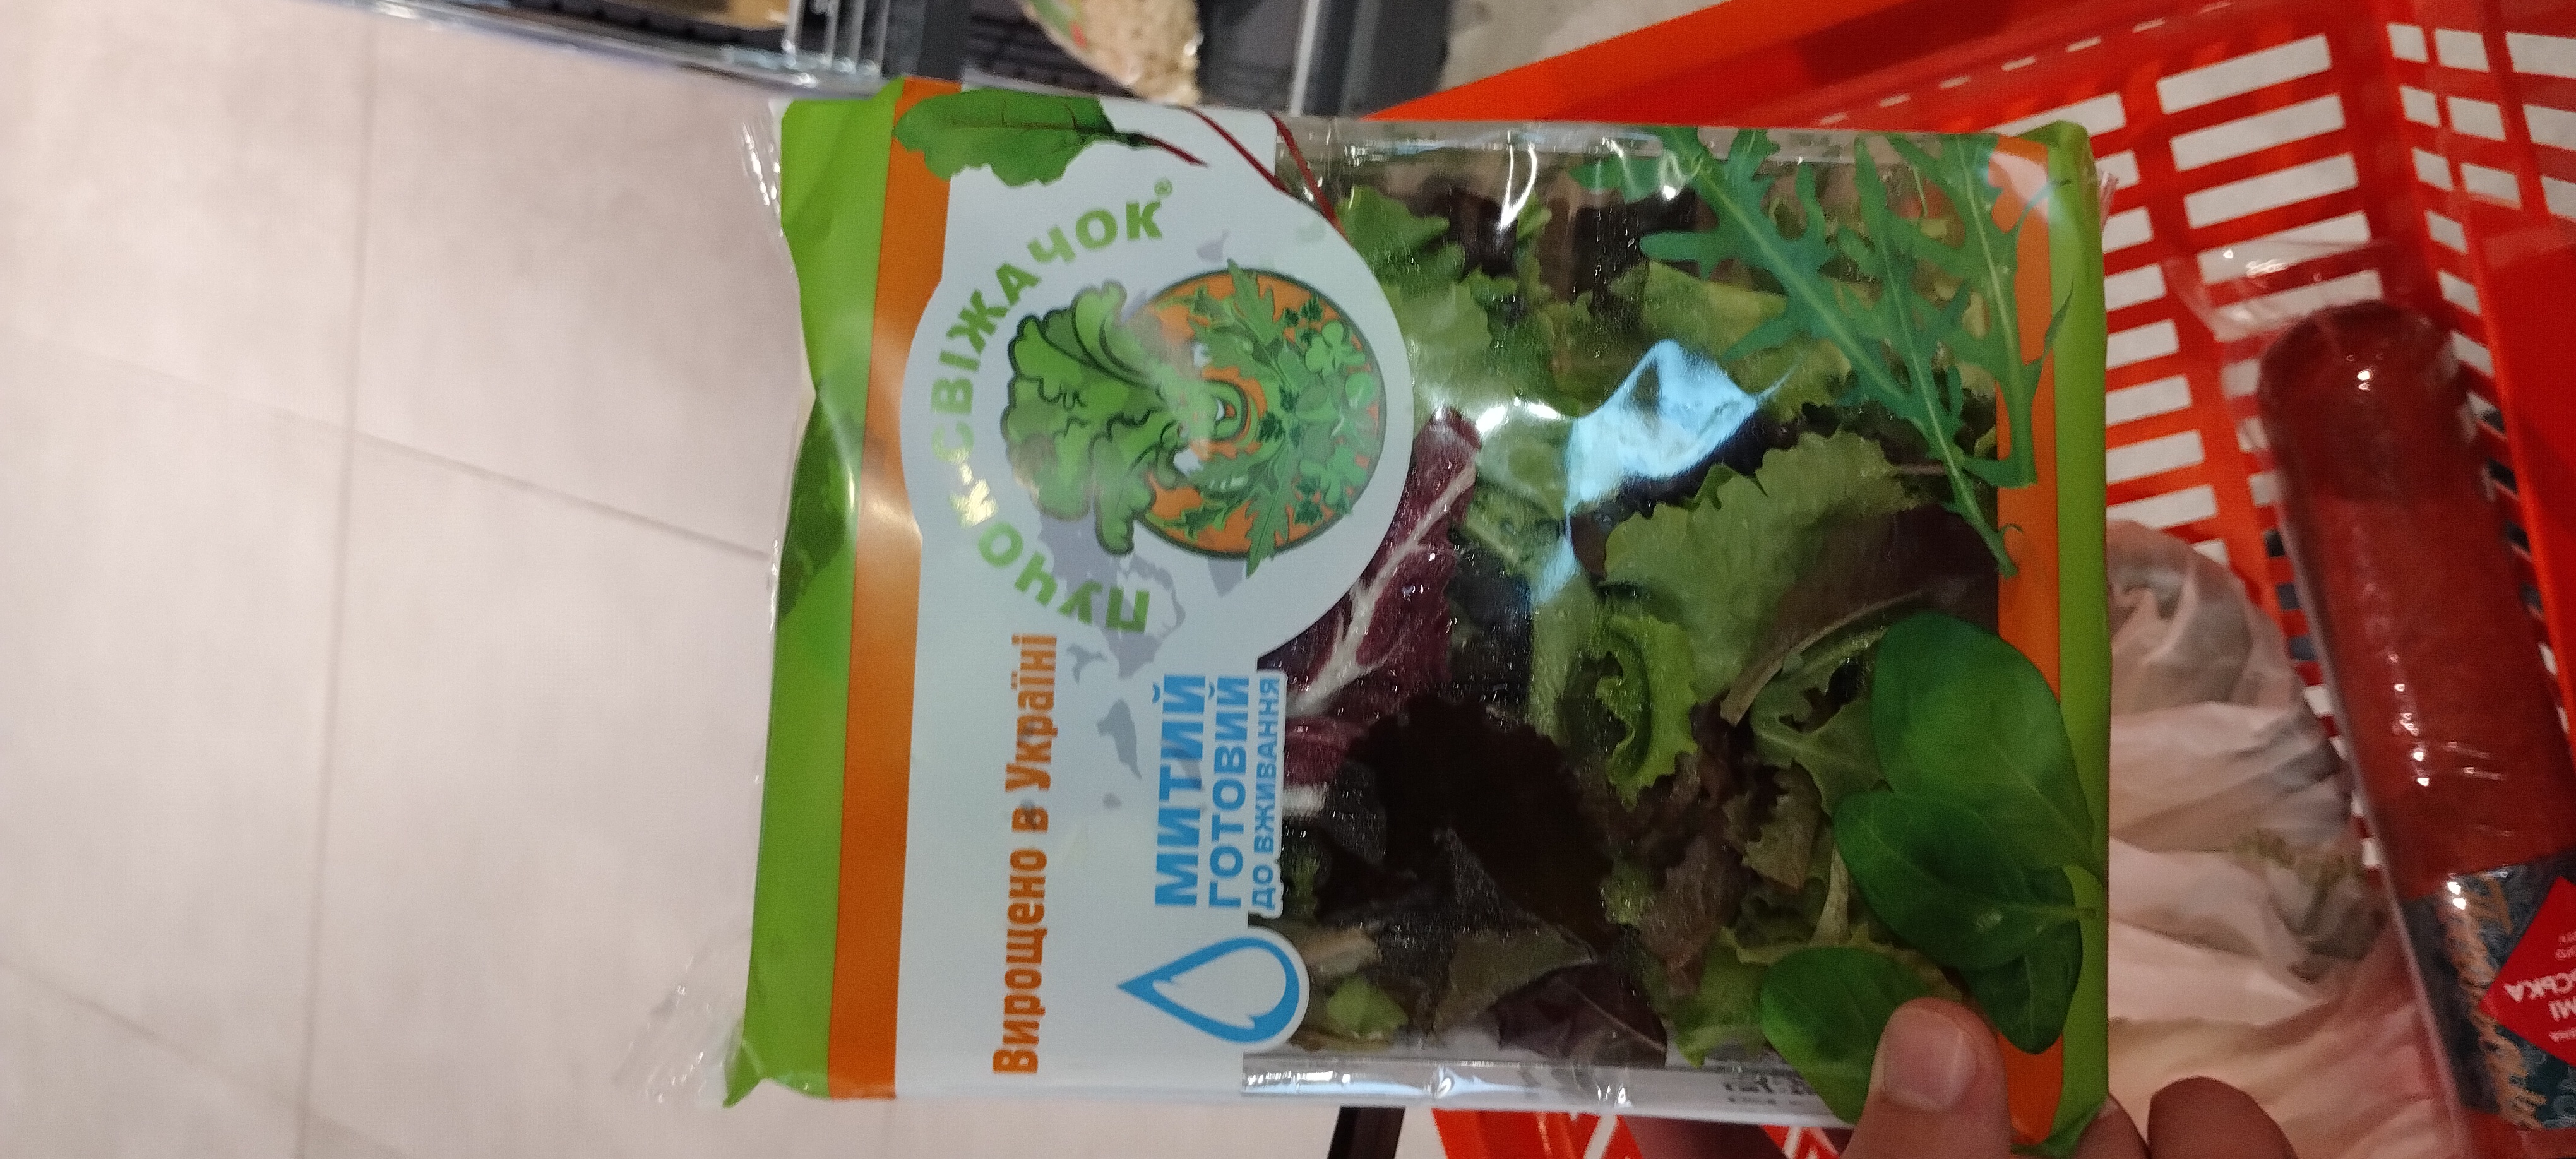 ПУЧОК-СВІЖАЧОК®
Вирощено в Україні
МИТИЙ
ГОТОВИЙ
ДО ВЖИВАННЯ